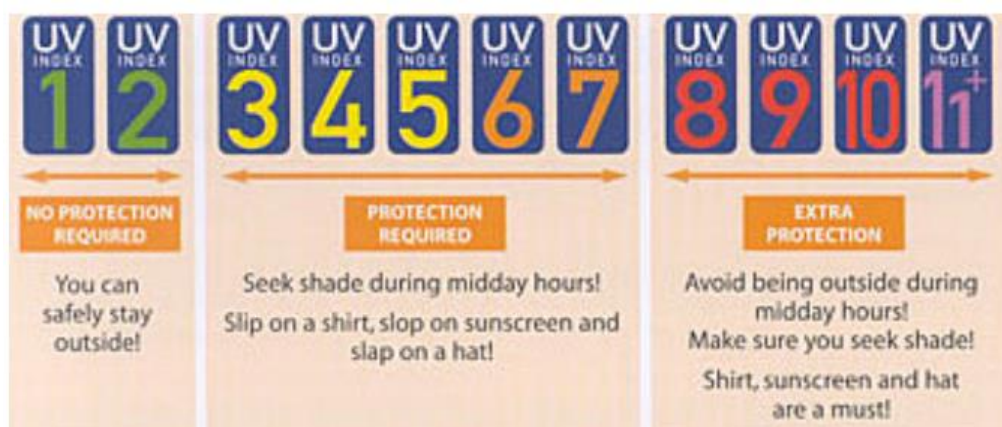 UV INDEX 1
UV INDEX 2
UV INDEX 3
UV INDEX 4
UV INDEX 5
UV INDEX 6
UV INDEX 7
UV INDEX 8
UV INDEX 9
UV INDEX 10
UV INDEX 11+
NO PROTECTION
REQUIRED
You can
safely stay
outside!
PROTECTION
REQUIRED
Seek shade during midday hours!
Slip on a shirt, slop on sunscreen and
slap on a hat!
EXTRA
PROTECTION
Avoid being outside during
midday hours!
Make sure you seek shade!
Shirt, sunscreen and hat
are a must!